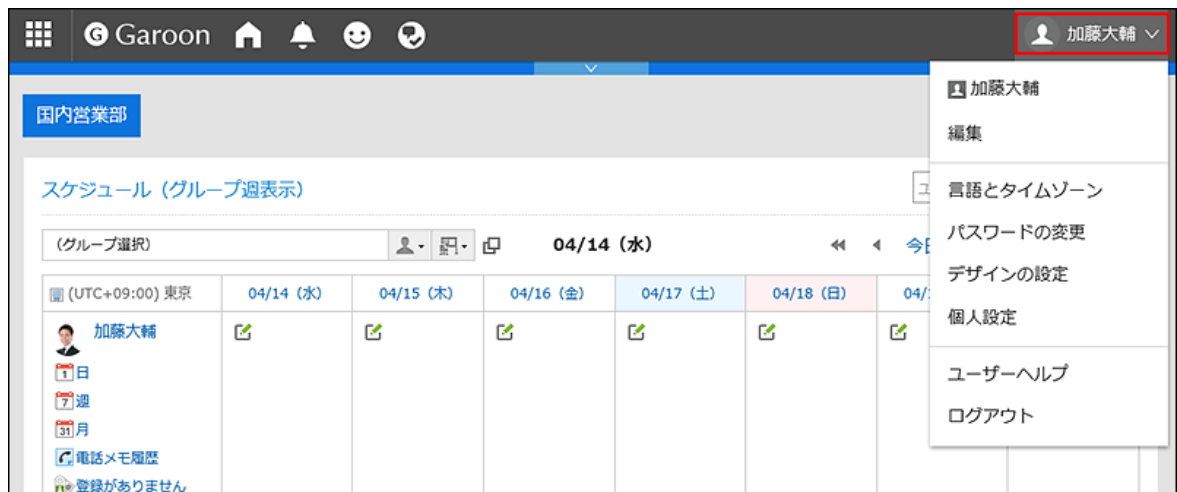 Garoon
加藤大輔
加藤大輔
編集
言語とタイムゾーン
パスワードの変更
デザインの設定
個人設定
ユーザーヘルプ
ログアウト
国内営業部
スケジュール（グループ週表示）
(グループ選択)
04/14（水）
(UTC+09:00) 東京
04/14（水）
04/15（木）
04/16（金）
04/17（土）
04/18（日）
04/
加藤大輔
1 日
7 週
31 月
電話メモ履歴
登録がありません